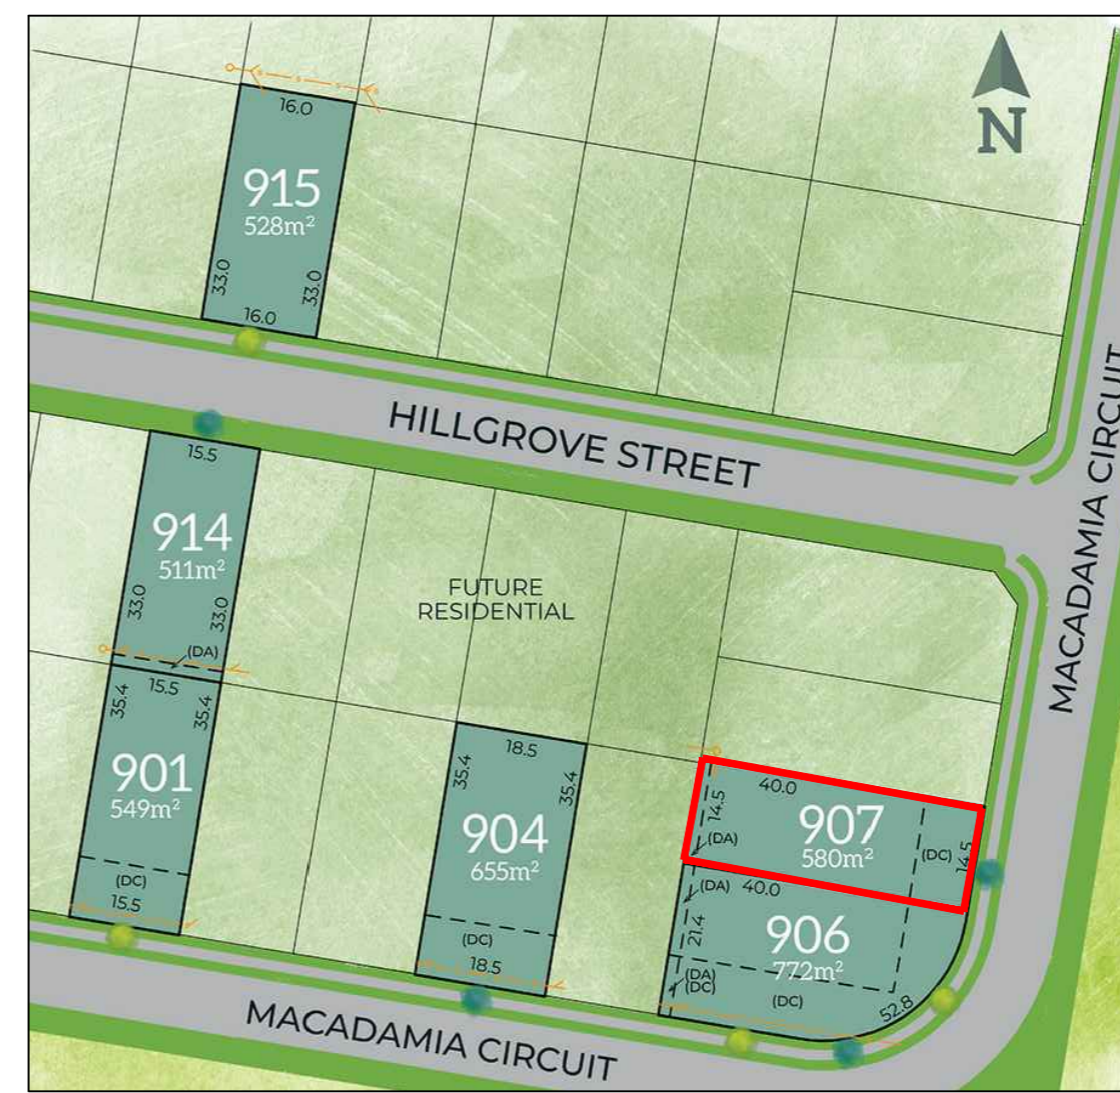 N
16.0
915
528m²
33.0
33.0
16.0
HILLGROVE STREET
MACADAMIA CIRCUIT
15.5
914
511m²
33.0
33.0
(DA)
FUTURE
RESIDENTIAL
15.5
35.4
35.4
901
549m²
(DC)
15.5
18.5
35.4
35.4
904
655m²
(DC)
18.5
40.0
14.5
907
580m²
(DA)
(DC)
14.5
(DA)
40.0
21.4
906
772m²
(DA)
(DC)
(DC)
52.8
MACADAMIA CIRCUIT